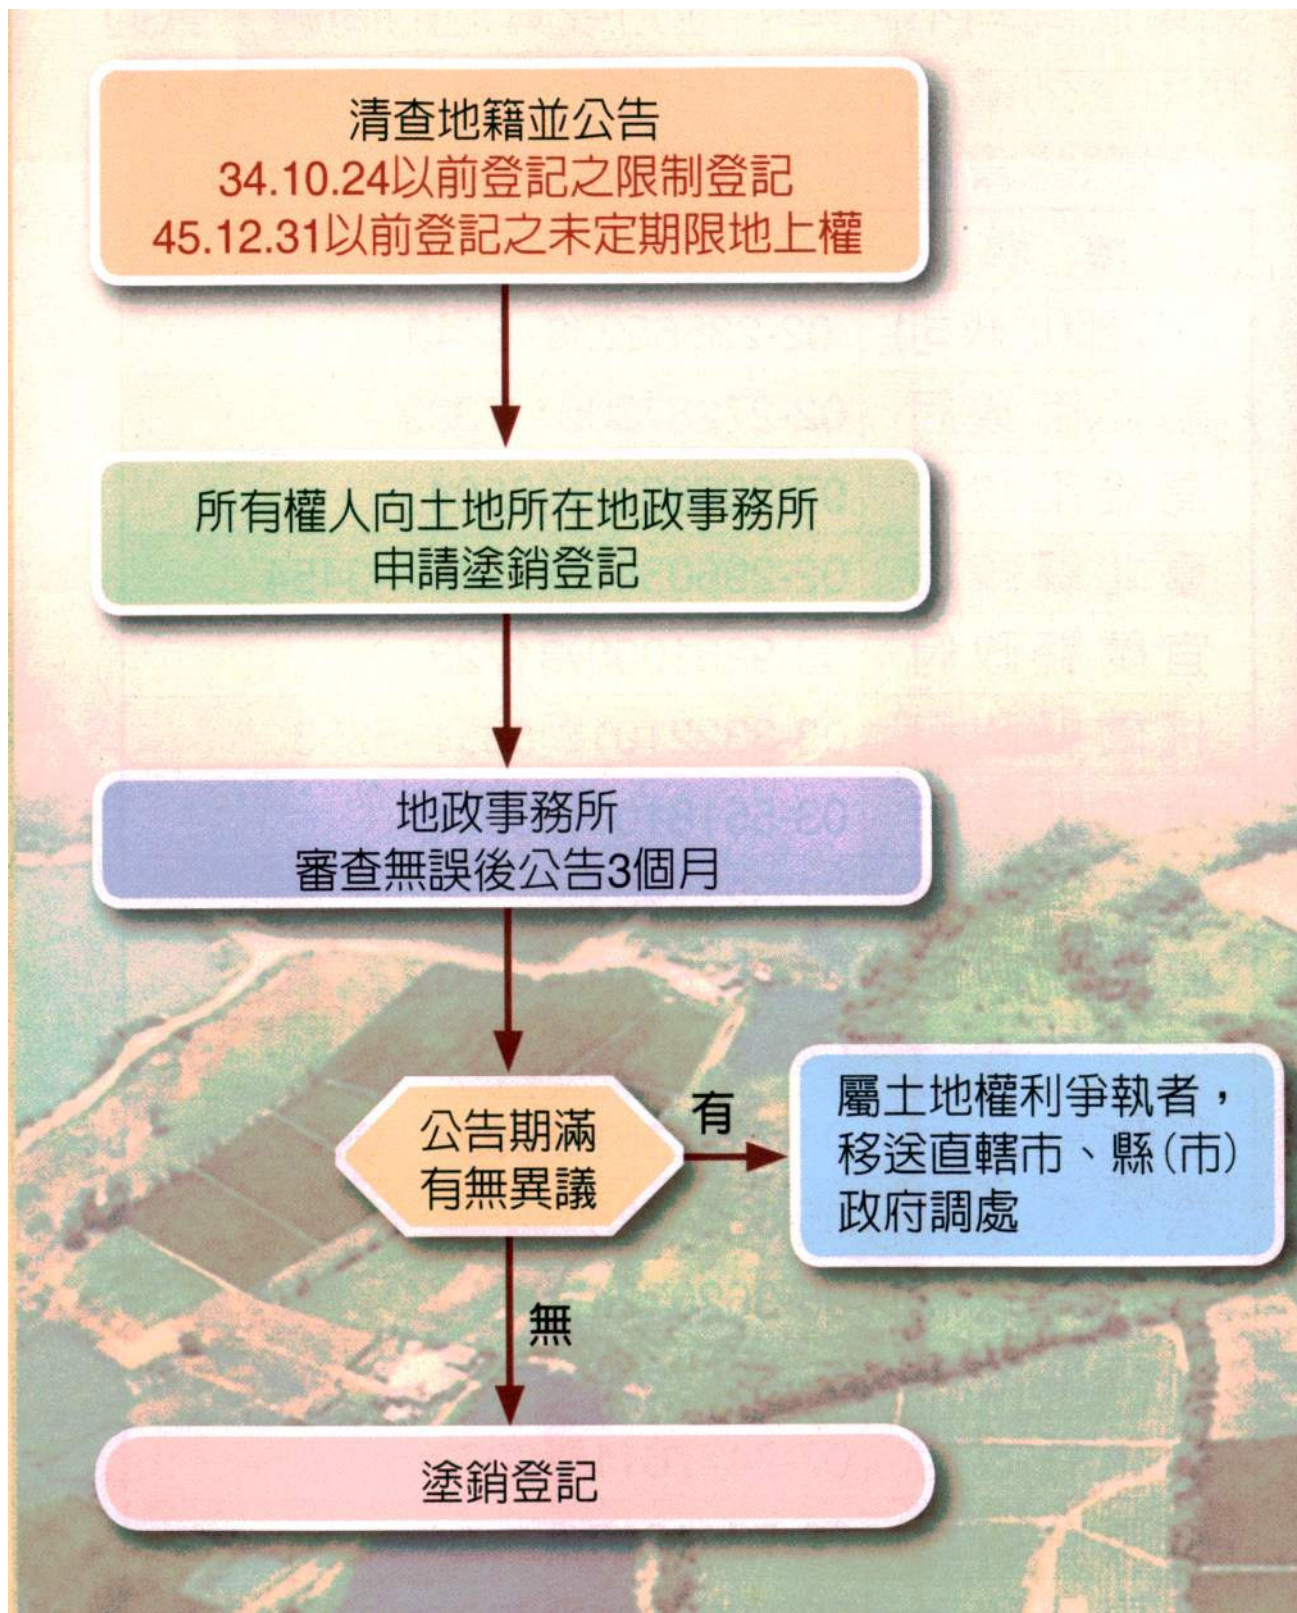 清查地籍並公告
34.10.24以前登記之限制登記
45.12.31以前登記之未定期限地上權
所有權人向土地所在地政事務所
申請塗銷登記
地政事務所
審查無誤後公告3個月
公告期滿
有無異議
有
屬土地權利爭執者，
移送直轄市、縣(市)
政府調處
無
塗銷登記